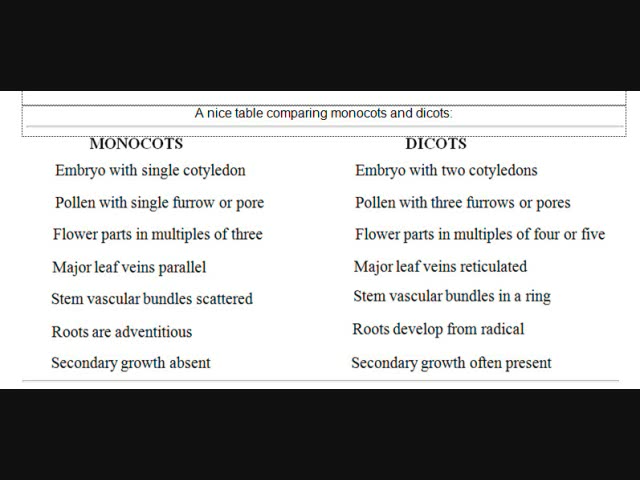 A nice table comparing monocots and dicots:
MONOCOTS DICOTS
Embryo with single cotyledon Embryo with two cotyledons
Pollen with single furrow or pore Pollen with three furrows or pores
Flower parts in multiples of three Flower parts in multiples of four or five
Major leaf veins parallel Major leaf veins reticulated
Stem vascular bundles scattered Stem vascular bundles in a ring
Roots are adventitious Roots develop from radical
Secondary growth absent Secondary growth often present